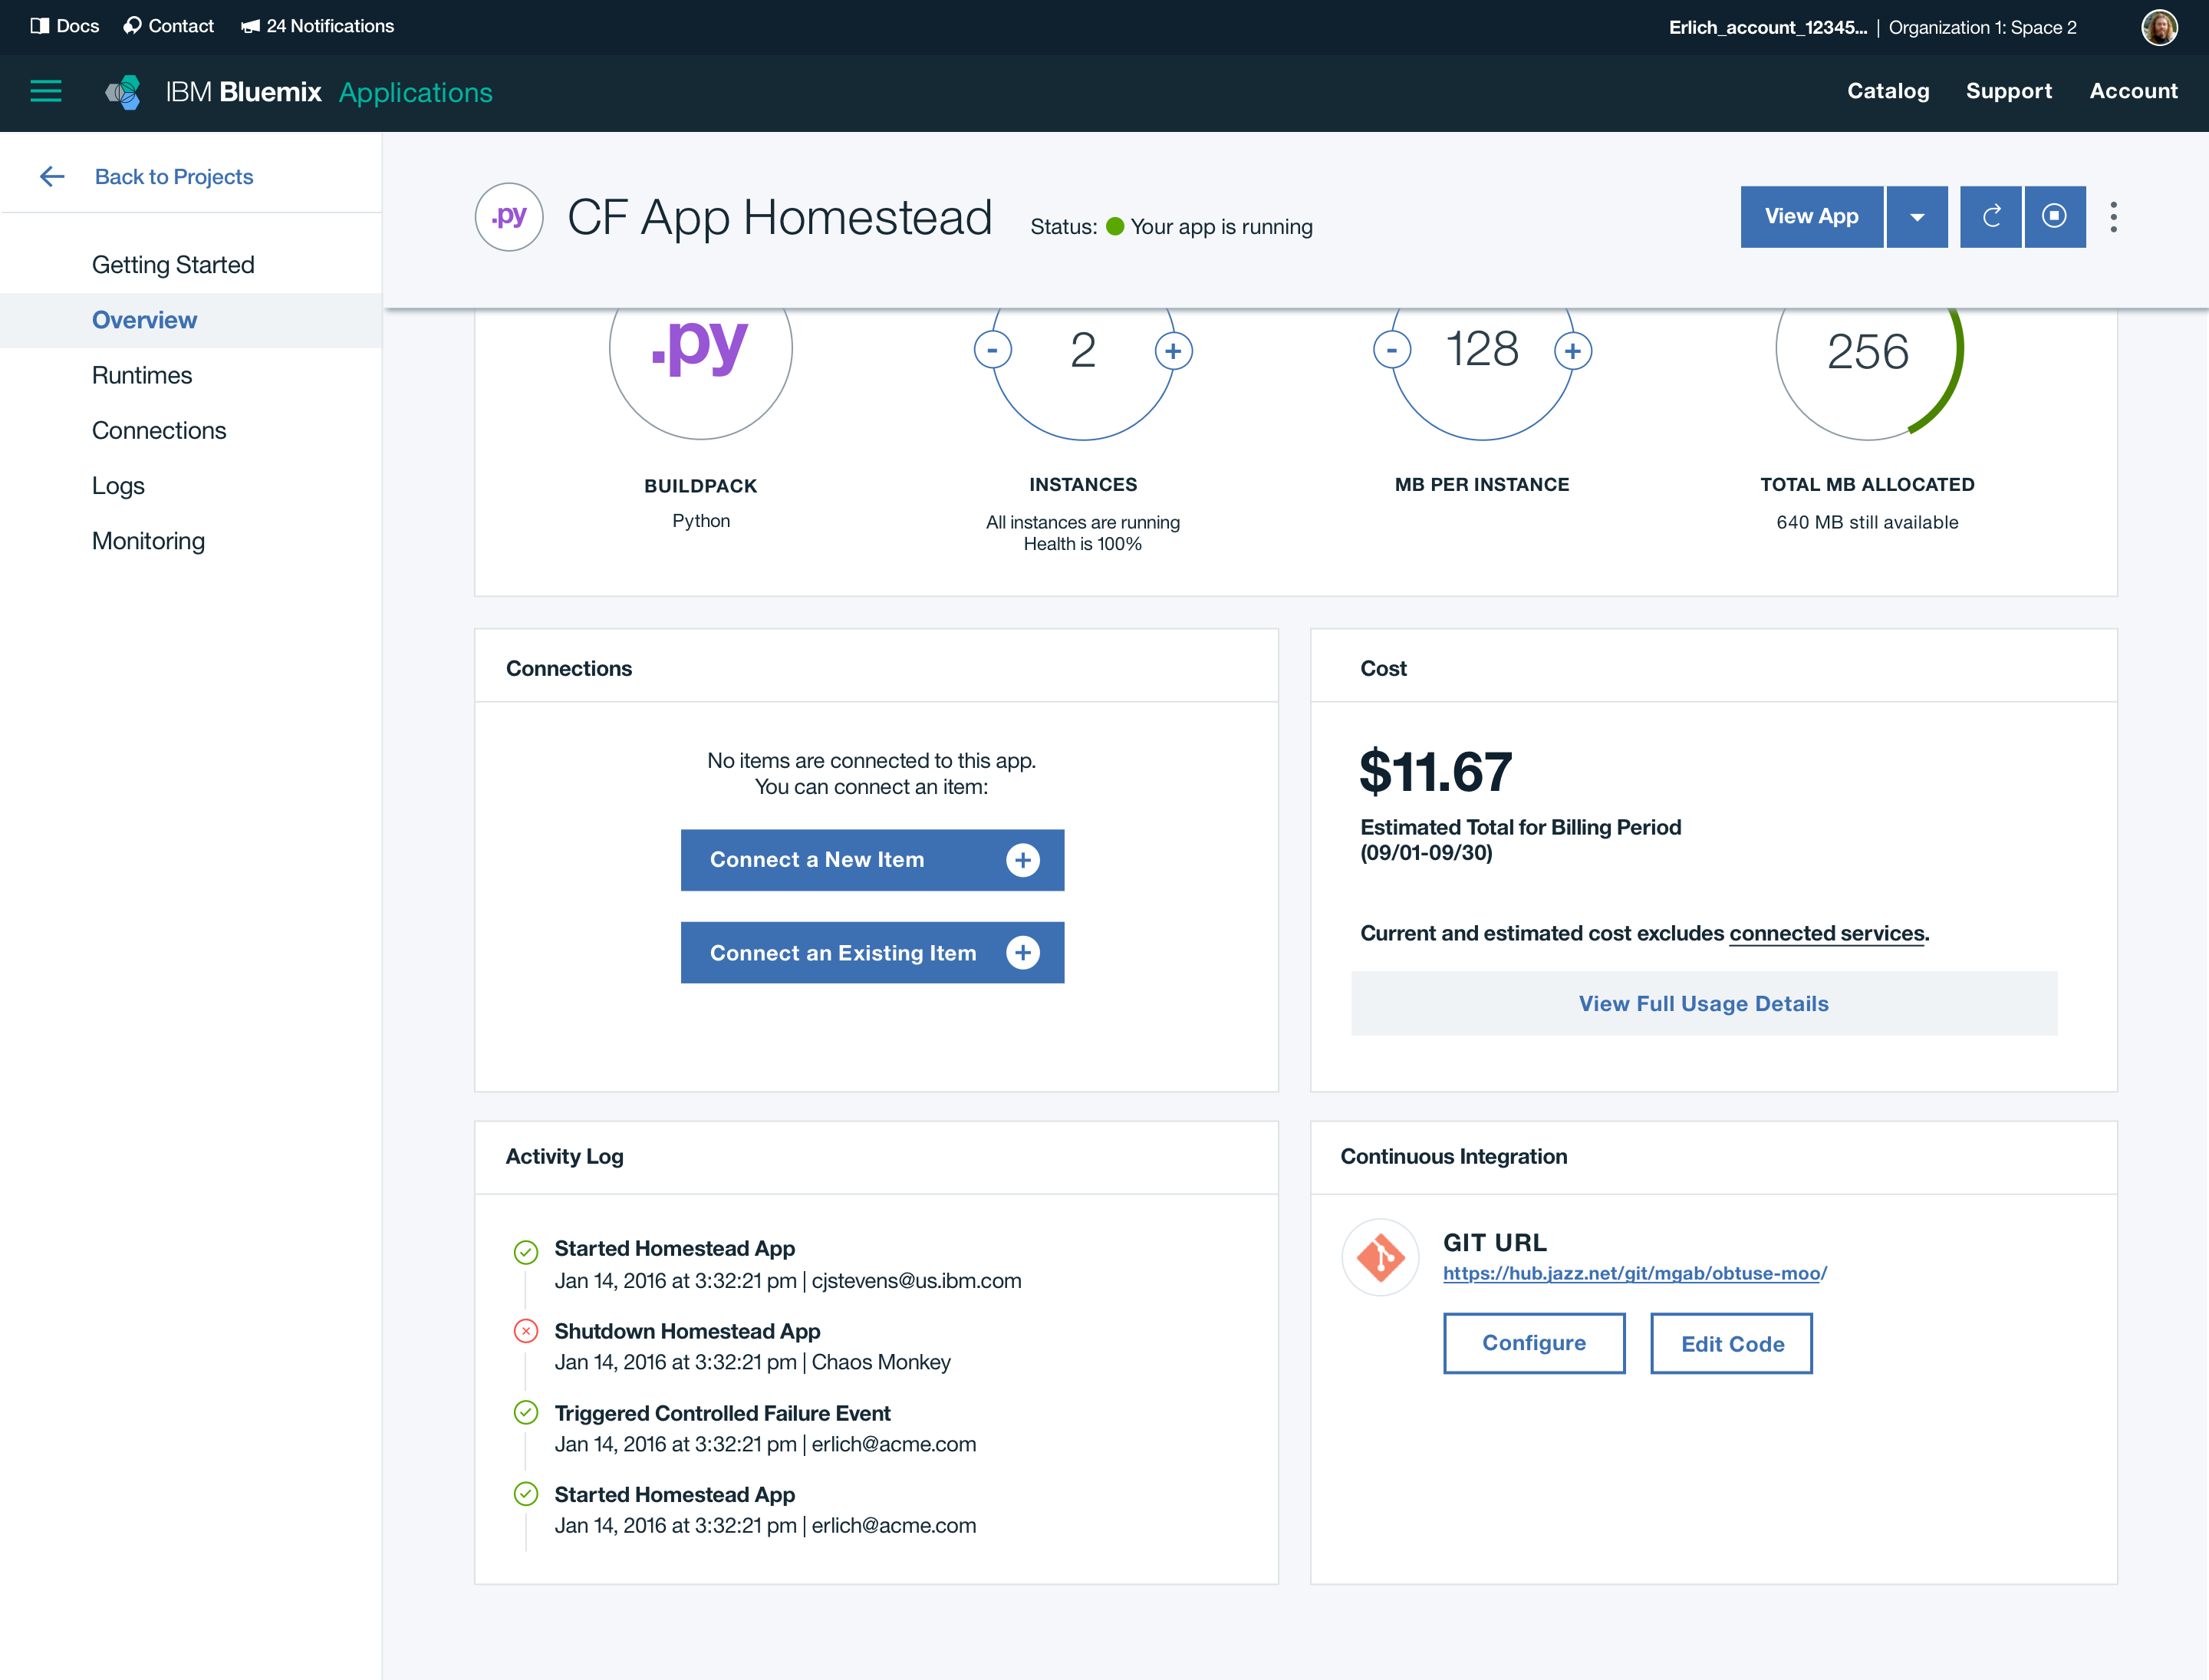 Docs Contact 24 Notifications
Erlich_account_12345... | Organization 1: Space 2
IBM Bluemix Applications
Catalog Support Account
Back to Projects
Getting Started
Overview
Runtimes
Connections
Logs
Monitoring
.py CF App Homestead Status: Your app is running
View App
.py
BUILDPACK
Python
- 2 +
INSTANCES
All instances are running
Health is 100%
- 128 +
MB PER INSTANCE
256
TOTAL MB ALLOCATED
640 MB still available
Connections
No items are connected to this app.
You can connect an item:
Connect a New Item +
Connect an Existing Item +
Cost
$11.67
Estimated Total for Billing Period
(09/01-09/30)
Current and estimated cost excludes connected services.
View Full Usage Details
Activity Log
Started Homestead App
Jan 14, 2016 at 3:32:21 pm | cjstevens@us.ibm.com
Shutdown Homestead App
Jan 14, 2016 at 3:32:21 pm | Chaos Monkey
Triggered Controlled Failure Event
Jan 14, 2016 at 3:32:21 pm | erlich@acme.com
Started Homestead App
Jan 14, 2016 at 3:32:21 pm | erlich@acme.com
Continuous Integration
GIT URL
https://hub.jazz.net/git/mgab/obtuse-moo/
Configure
Edit Code